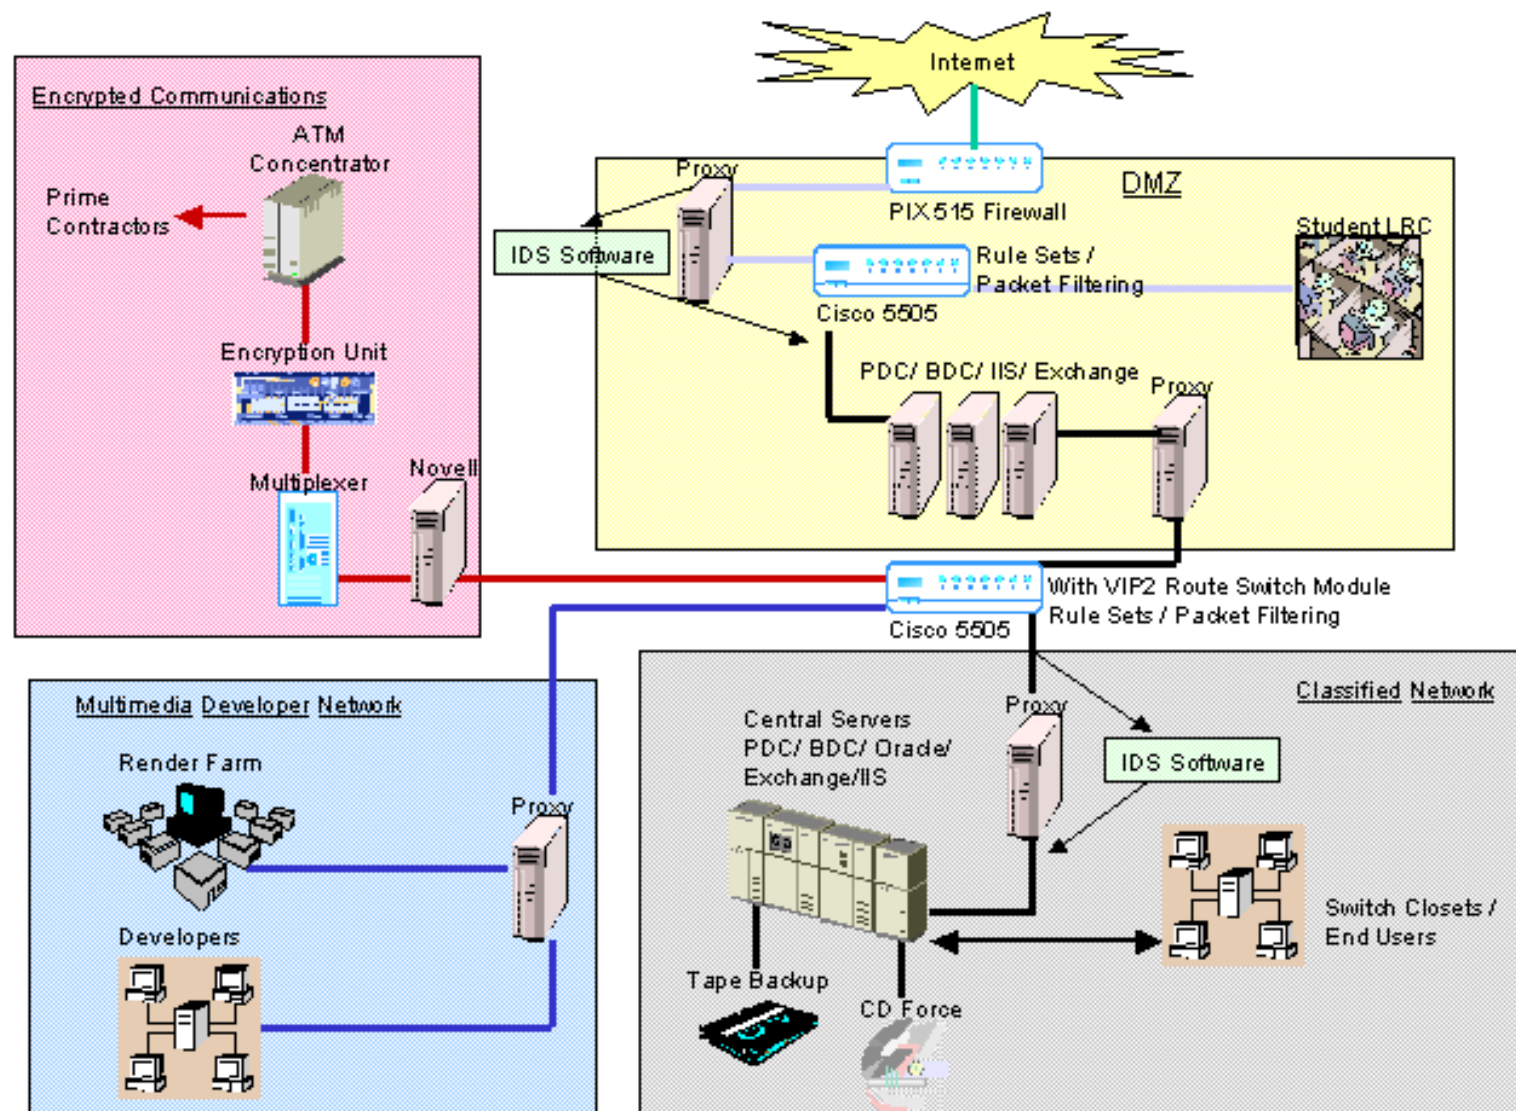 Internet
Encrypted Communications
ATM
Concentrator
Prime
Contractors
Encryption Unit
Multiplexer
Novell
Proxy
DMZ
PIX 515 Firewall
IDS Software
Student LRC
Rule Sets /
Packet Filtering
Cisco 5505
PDC/ BDC/ IIS/ Exchange
Proxy
With VIP2 Route Switch Module
Rule Sets / Packet Filtering
Cisco 5505
Multimedia Developer Network
Render Farm
Proxy
Developers
Classified Network
Central Servers
PDC/ BDC/ Oracle/
Exchange/IIS
Proxy
IDS Software
Switch Closets /
End Users
Tape Backup
CD Force